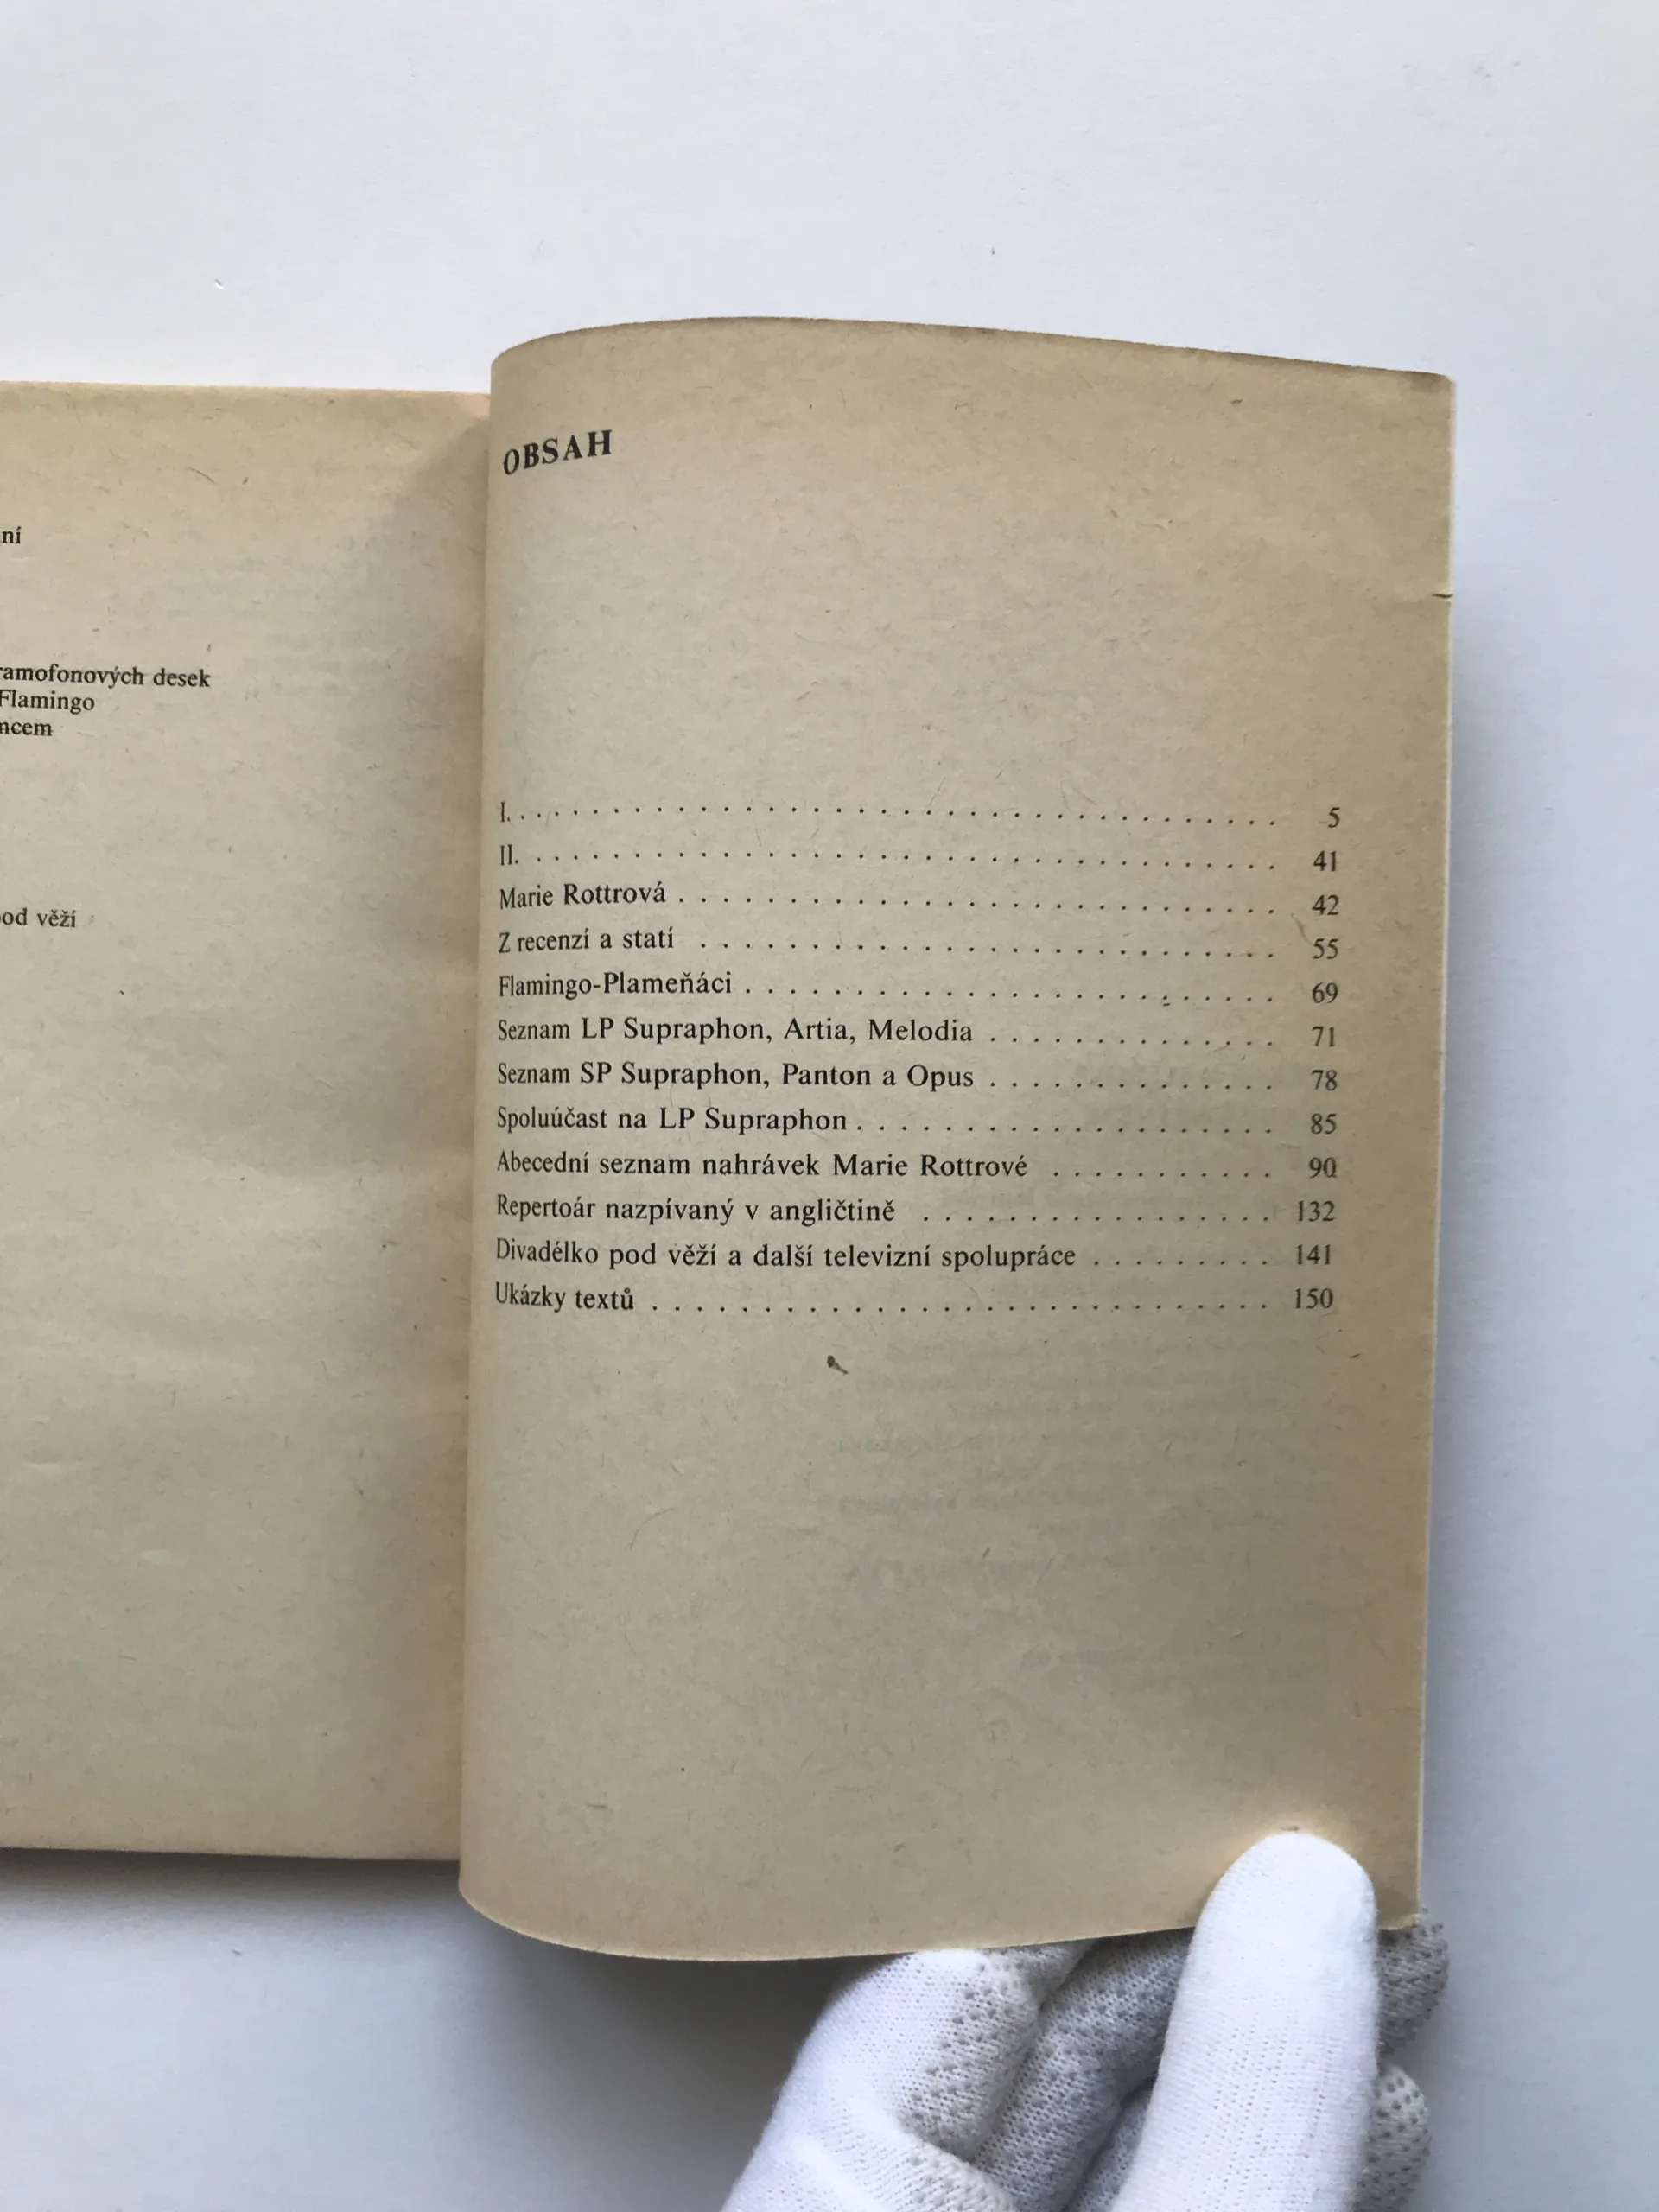 ní
ramofonových desek
Flamingo
ncem
pod věží
OBSAH
I. . . . . . . . . . . . . . . . . . . . . . . . . . . . . . . . . . . . 5
II. . . . . . . . . . . . . . . . . . . . . . . . . . . . . . . . . . . 41
Marie Rottrová . . . . . . . . . . . . . . . . . . . . . . . . . . . . 42
Z recenzí a statí . . . . . . . . . . . . . . . . . . . . . . . . . . . 55
Flamingo-Plameňáci . . . . . . . . . . . . . . . . . . . . . . . . . 69
Seznam LP Supraphon, Artia, Melodia . . . . . . . . . . . . . . 71
Seznam SP Supraphon, Panton a Opus . . . . . . . . . . . . . . 78
Spoluúčast na LP Supraphon . . . . . . . . . . . . . . . . . . . . 85
Abecední seznam nahrávek Marie Rottrové . . . . . . . . . . . 90
Repertoár nazpívaný v angličtině . . . . . . . . . . . . . . . . . 132
Divadélko pod věží a další televizní spolupráce . . . . . . . . . 141
Ukázky textů . . . . . . . . . . . . . . . . . . . . . . . . . . . . . 150